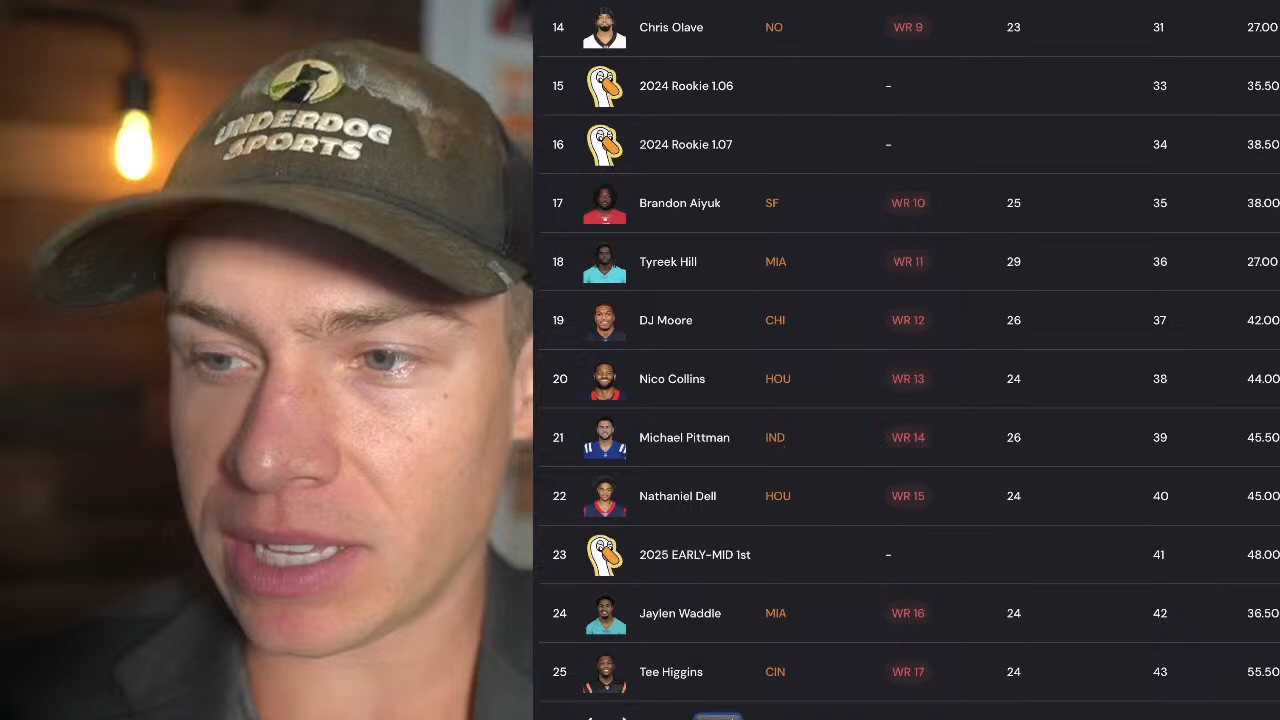 UNDERDOG
SPORTS
14 Chris Olave NO WR 9 23 31 27.00
15 2024 Rookie 1.06 - 33 35.50
16 2024 Rookie 1.07 - 34 38.50
17 Brandon Aiyuk SF WR 10 25 35 38.00
18 Tyreek Hill MIA WR 11 29 36 27.00
19 DJ Moore CHI WR 12 26 37 42.00
20 Nico Collins HOU WR 13 24 38 44.00
21 Michael Pittman IND WR 14 26 39 45.50
22 Nathaniel Dell HOU WR 15 24 40 45.00
23 2025 EARLY-MID 1st - 41 48.00
24 Jaylen Waddle MIA WR 16 24 42 36.50
25 Tee Higgins CIN WR 17 24 43 55.50